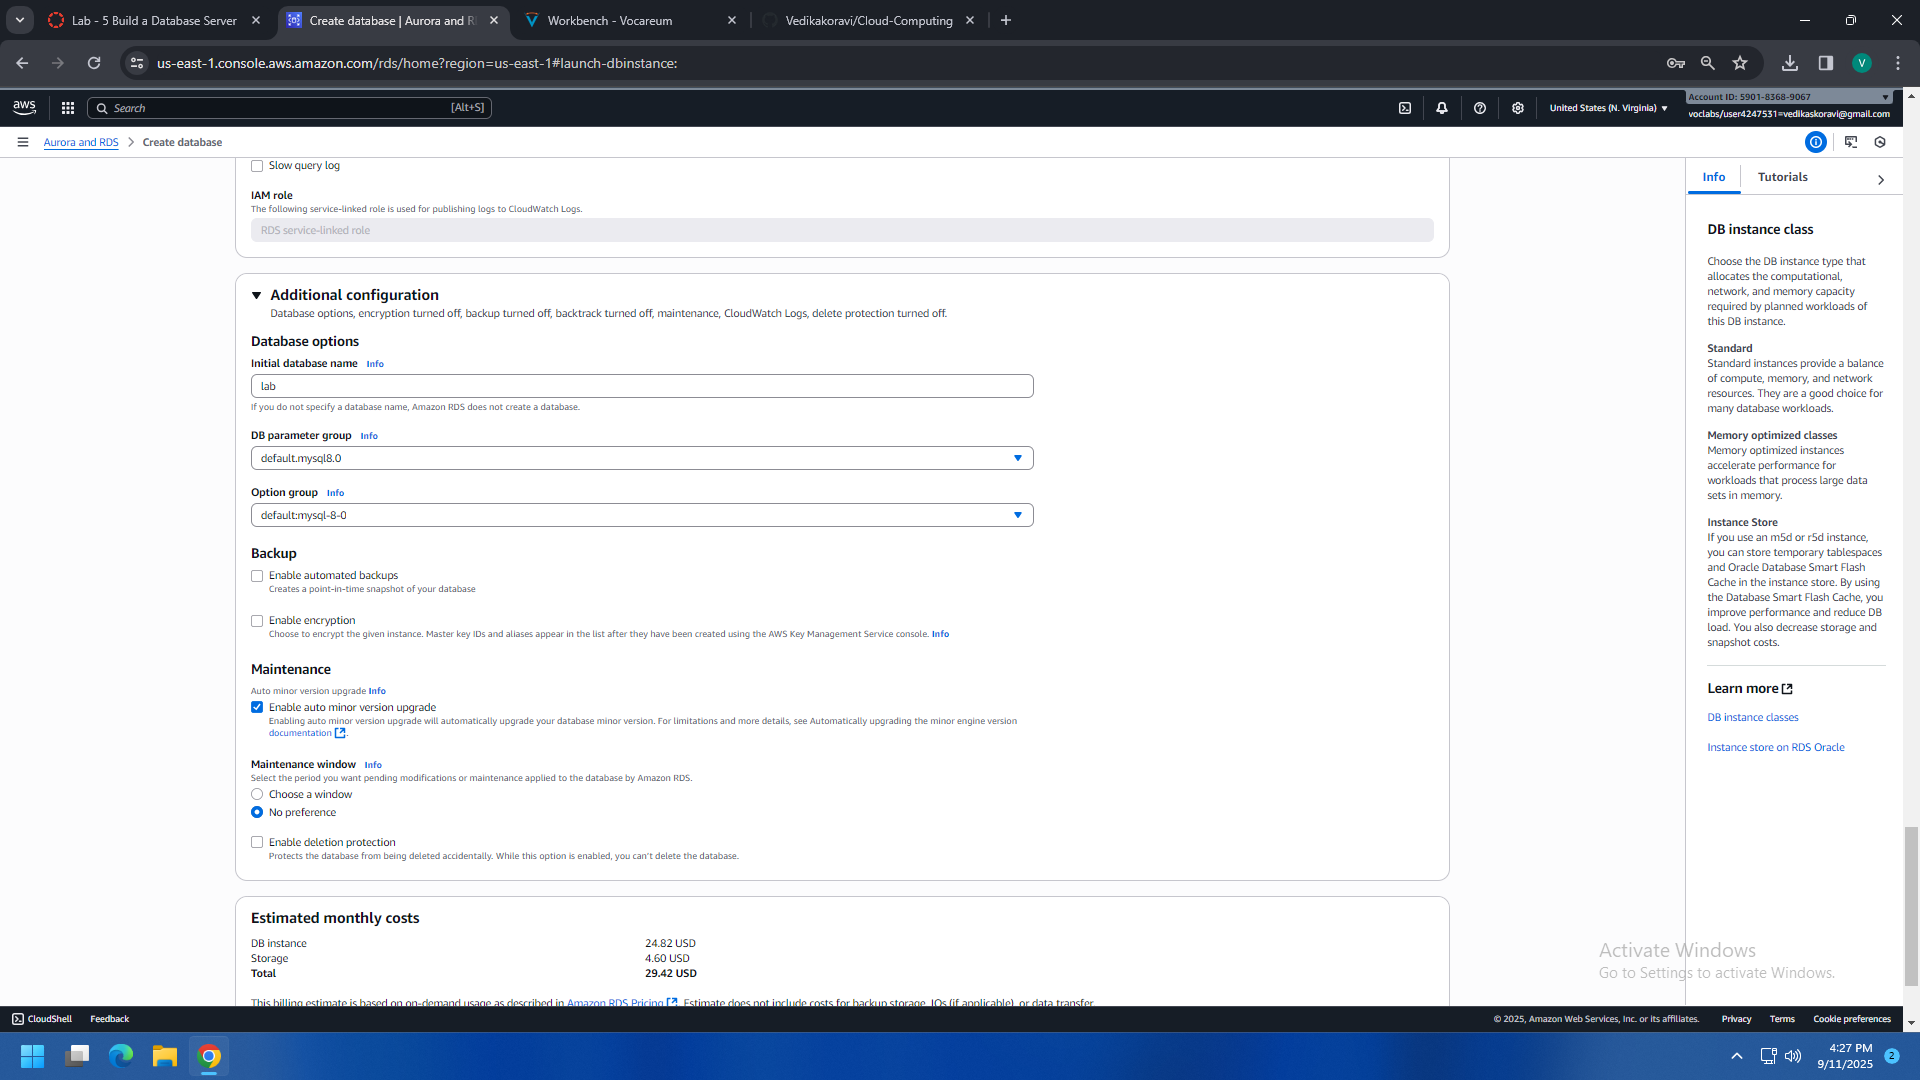 Lab - 5 Build a Database Server
Create database | Aurora and R
Workbench - Vocareum
Vedikakoravi/Cloud-Computing
us-east-1.console.aws.amazon.com/rds/home?region=us-east-1#launch-dbinstance:
V
aws
Search
[Alt+S]
United States (N. Virginia)
Account ID: 5901-8368-9067
voclabs/user4247531=vedikaskoravi@gmail.com
Aurora and RDS
Create database
Slow query log
IAM role
The following service-linked role is used for publishing logs to CloudWatch Logs.
RDS service-linked role
Additional configuration
Database options, encryption turned off, backup turned off, backtrack turned off, maintenance, CloudWatch Logs, delete protection turned off.
Database options
Initial database name Info
lab
If you do not specify a database name, Amazon RDS does not create a database.
DB parameter group Info
default.mysql8.0
Option group Info
default:mysql-8-0
Backup
Enable automated backups
Creates a point-in-time snapshot of your database
Enable encryption
Choose to encrypt the given instance. Master key IDs and aliases appear in the list after they have been created using the AWS Key Management Service console. Info
Maintenance
Auto minor version upgrade Info
Enable auto minor version upgrade
Enabling auto minor version upgrade will automatically upgrade your database minor version. For limitations and more details, see Automatically upgrading the minor engine version
documentation .
Maintenance window Info
Select the period you want pending modifications or maintenance applied to the database by Amazon RDS.
Choose a window
No preference
Enable deletion protection
Protects the database from being deleted accidentally. While this option is enabled, you can't delete the database.
Estimated monthly costs
DB instance 24.82 USD
Storage 4.60 USD
Total 29.42 USD
This billing estimate is based on on-demand usage as described in Amazon RDS Pricing . Estimate does not include costs for backup storage, IOs (if applicable), or data transfer.
Info
Tutorials
DB instance class
Choose the DB instance type that
allocates the computational,
network, and memory capacity
required by planned workloads of
this DB instance.
Standard
Standard instances provide a balance
of compute, memory, and network
resources. They are a good choice for
many database workloads.
Memory optimized classes
Memory optimized instances
accelerate performance for
workloads that process large data
sets in memory.
Instance Store
If you use an m5d or r5d instance,
you can store temporary tablespaces
and Oracle Database Smart Flash
Cache in the instance store. By using
the Database Smart Flash Cache, you
improve performance and reduce DB
load. You also decrease storage and
snapshot costs.
Learn more
DB instance classes
Instance store on RDS Oracle
Activate Windows
Go to Settings to activate Windows.
CloudShell
Feedback
© 2025, Amazon Web Services, Inc. or its affiliates.
Privacy
Terms
Cookie preferences
4:27 PM
9/11/2025
2